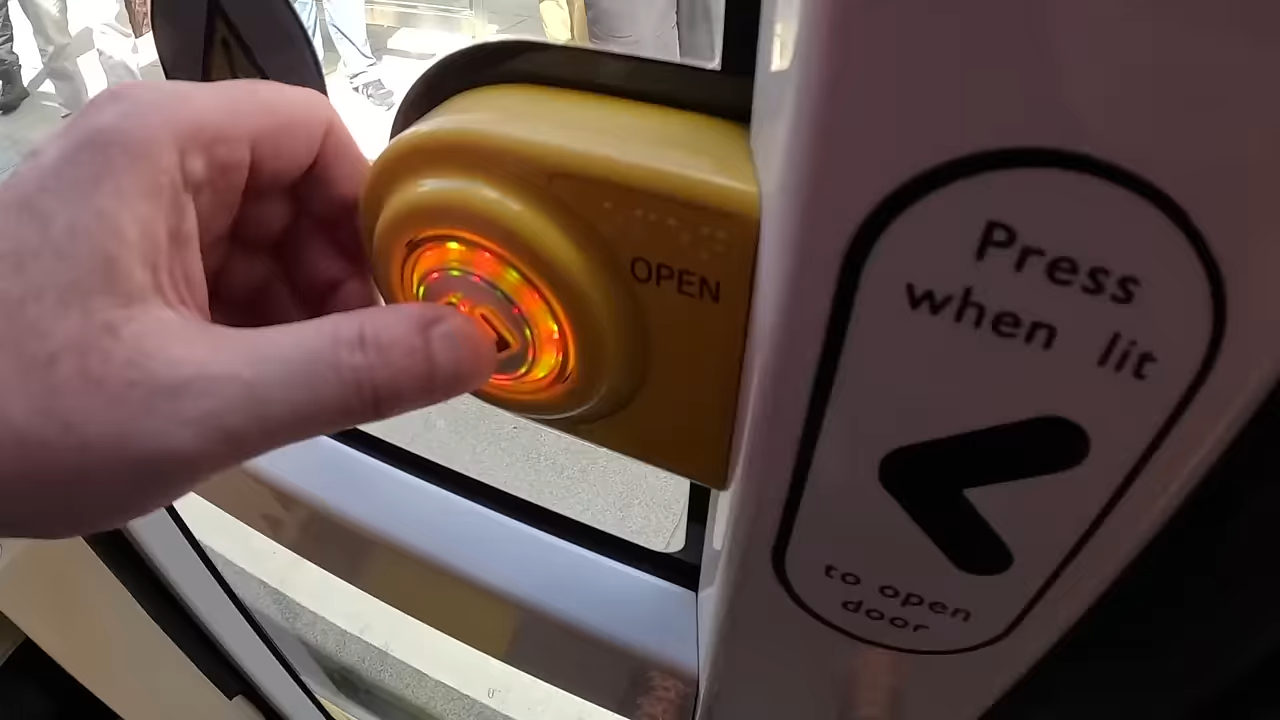 OPEN
Press
when lit
to open
door